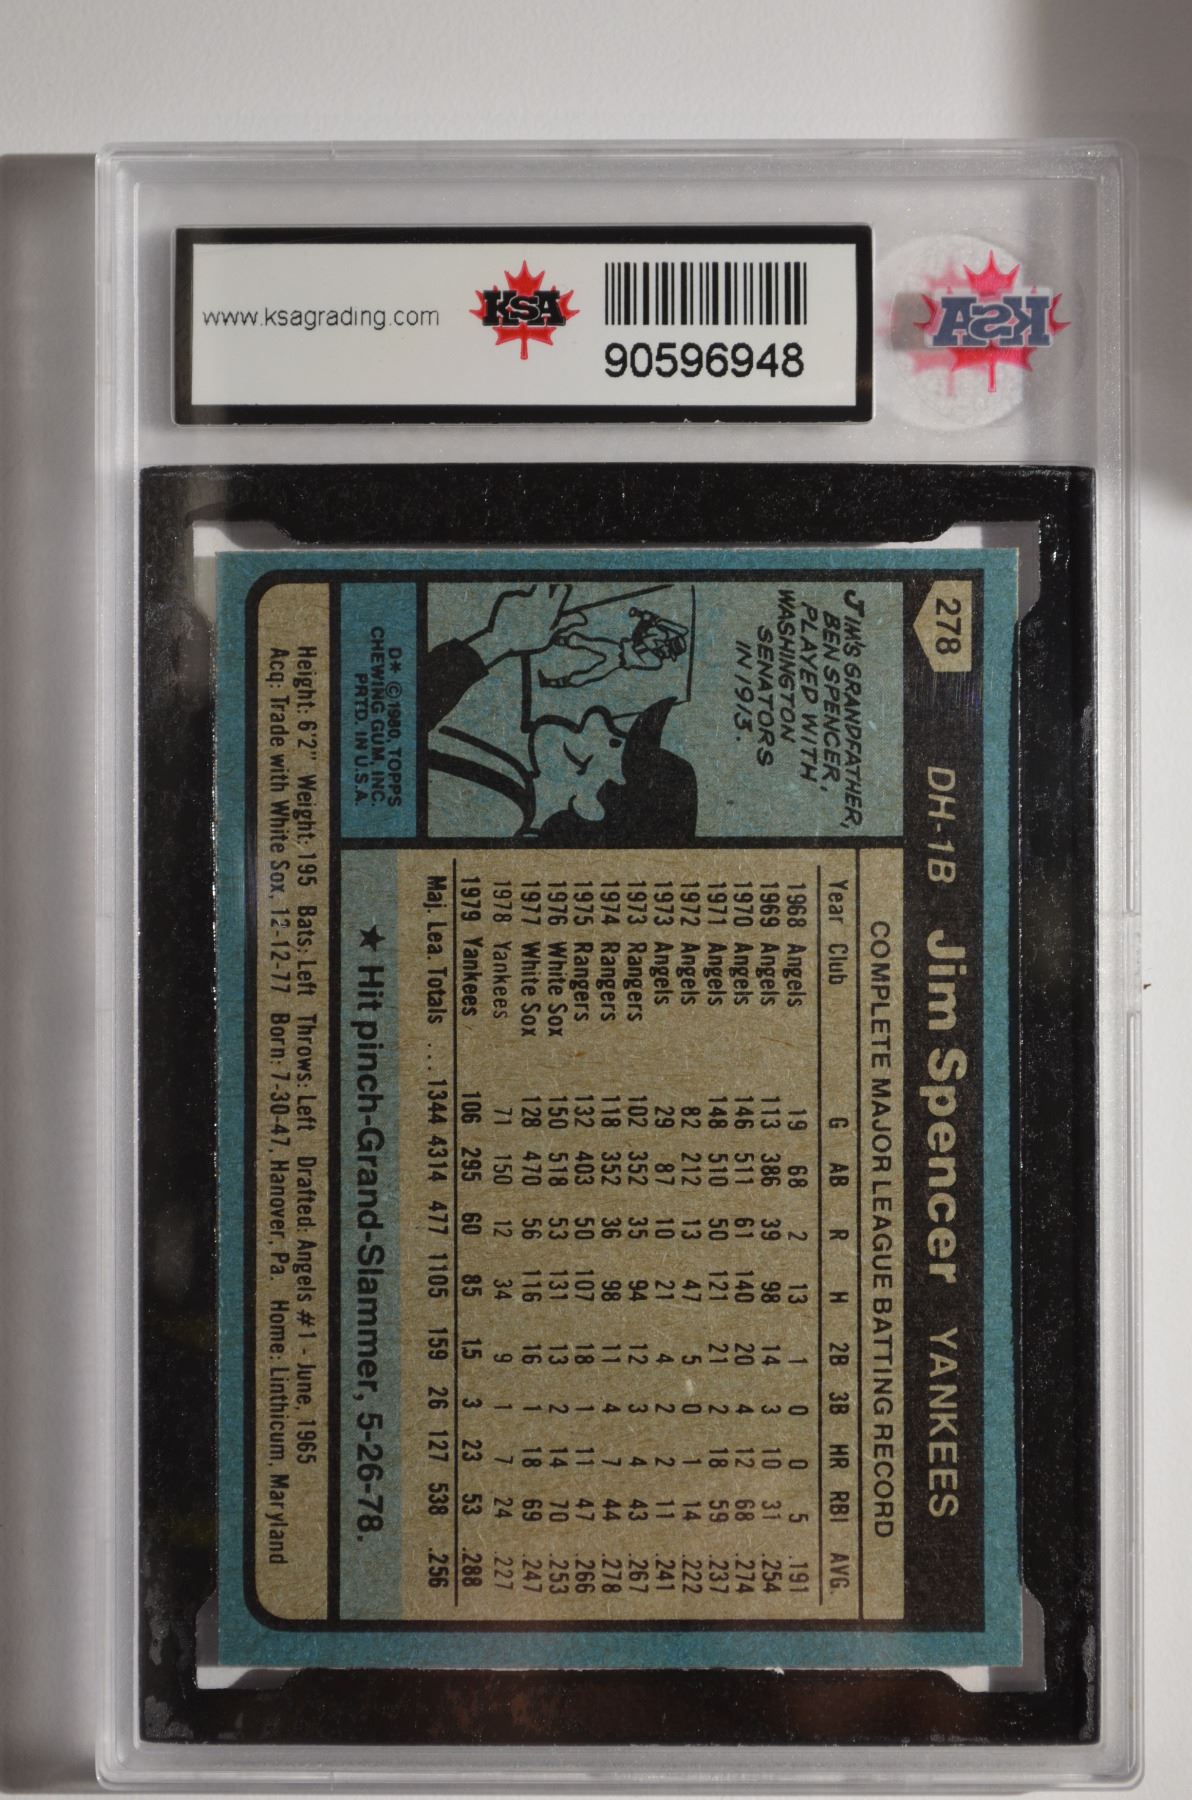 www.ksagrading.com
KSA
90596948
KSA
278
DH-1B Jim Spencer YANKEES
JIM'S GRANDFATHER,
BEN SPENCER,
PLAYED WITH
WASHINGTON
SENATORS
IN 1913.
D* © 1980, TOPPS
CHEWING GUM, INC.
PRTD. IN U.S.A.
COMPLETE MAJOR LEAGUE BATTING RECORD
Year Club G AB R H 2B 3B HR RBI AVG.
1968 Angels 19 68 2 13 1 0 0 5 .191
1969 Angels 113 386 39 98 14 3 10 31 .254
1970 Angels 146 511 61 140 20 4 12 68 .274
1971 Angels 148 510 50 121 21 2 18 59 .237
1972 Angels 82 212 13 47 5 0 1 14 .222
1973 Angels 29 87 10 21 4 2 2 11 .241
1973 Rangers 102 352 35 94 12 3 4 43 .267
1974 Rangers 118 352 36 98 11 4 7 44 .278
1975 Rangers 132 403 50 107 18 1 11 47 .266
1976 White Sox 150 518 53 131 13 2 14 70 .253
1977 White Sox 128 470 56 116 16 1 18 69 .247
1978 Yankees 71 150 12 34 9 1 7 24 .227
1979 Yankees 106 295 60 85 15 3 23 53 .288
Maj. Lea. Totals ... 1344 4314 477 1105 159 26 127 538 .256
★ Hit pinch-Grand-Slammer, 5-26-78.
Height: 6'2" Weight: 195 Bats: Left Throws: Left Drafted: Angels #1 - June, 1965
Acq: Trade with White Sox, 12-12-77 Born: 7-30-47, Hanover, Pa. Home: Linthicum, Maryland